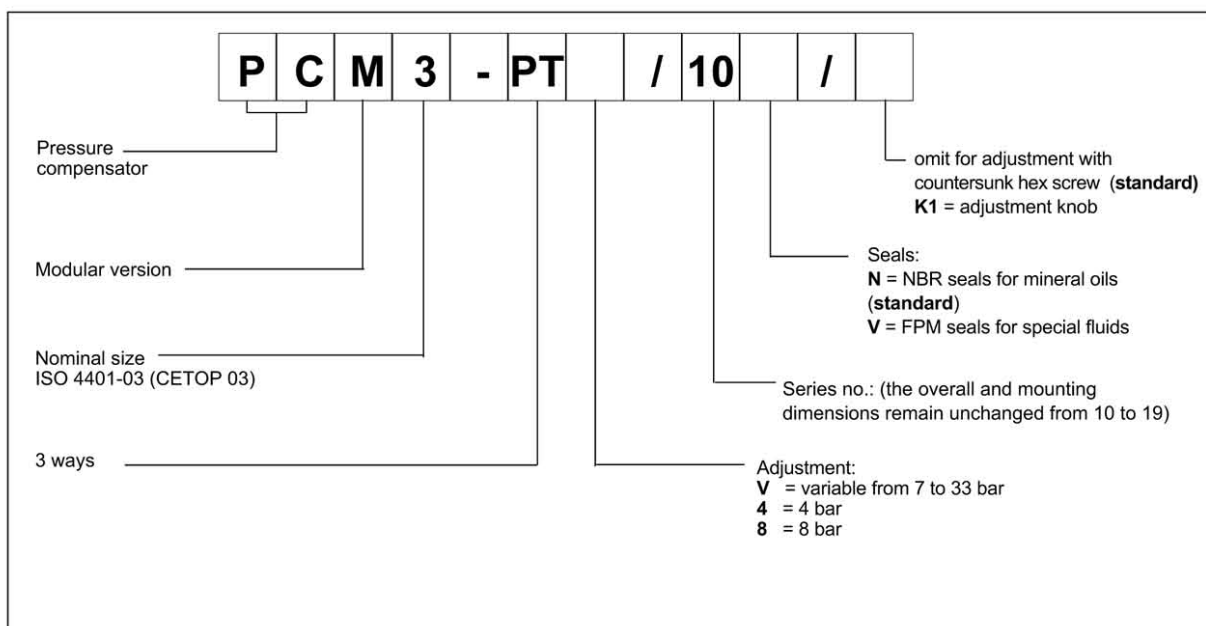 P C M 3 - PT / 10 /
Pressure
compensator
Modular version
Nominal size
ISO 4401-03 (CETOP 03)
3 ways
omit for adjustment with
countersunk hex screw (standard)
K1 = adjustment knob
Seals:
N = NBR seals for mineral oils
(standard)
V = FPM seals for special fluids
Series no.: (the overall and mounting
dimensions remain unchanged from 10 to 19)
Adjustment:
V = variable from 7 to 33 bar
4 = 4 bar
8 = 8 bar